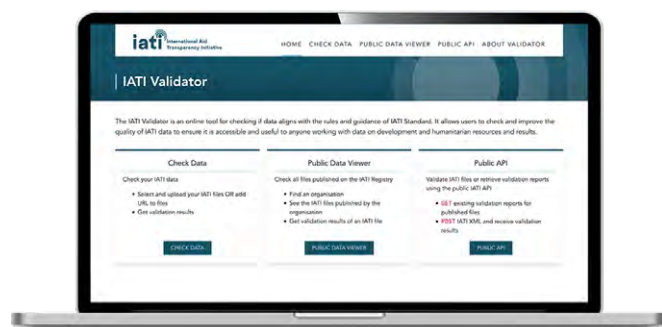 iati International Aid
Transparency Initiative
HOME CHECK DATA PUBLIC DATA VIEWER PUBLIC API ABOUT VALIDATOR
IATI Validator
The IATI Validator is an online tool for checking if data aligns with the rules and guidance of IATI Standard. It allows users to check and improve the
quality of IATI data to ensure it is accessible and useful to anyone working with data on development and humanitarian resources and results.
Check Data
Check your IATI data
• Select and upload your IATI files OR add
URL to files
• Get validation results
CHECK DATA
Public Data Viewer
Check all files published on the IATI Registry
• Find an organisation
• See the IATI files published by the
organisation
• Get validation results of an IATI file
PUBLIC DATA VIEWER
Public API
Validate IATI files or retrieve validation reports
using the public IATI API
• GET existing validation reports for
published files
• POST IATI XML and receive validation
results
PUBLIC API